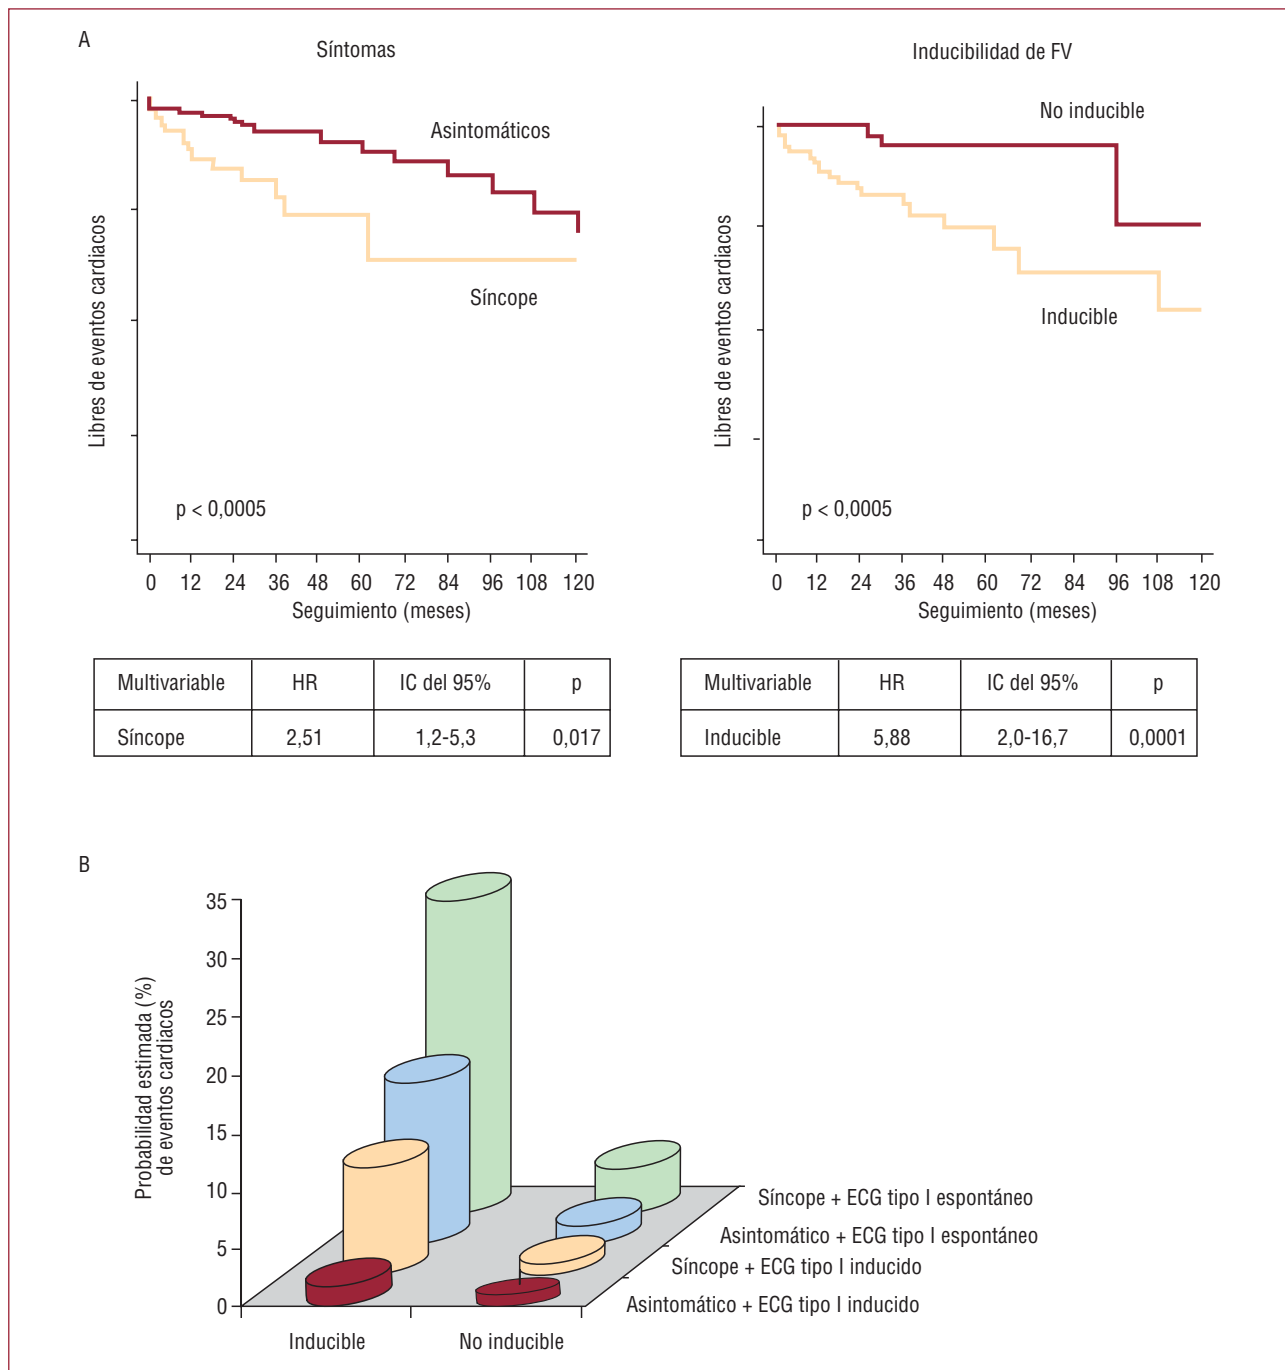 A
Síntomas
Libres de eventos cardiacos
Asintomáticos
Síncope
p < 0,0005
0 12 24 36 48 60 72 84 96 108 120
Seguimiento (meses)
Inducibilidad de FV
Libres de eventos cardiacos
No inducible
Inducible
p < 0,0005
0 12 24 36 48 60 72 84 96 108 120
Seguimiento (meses)
Multivariable HR IC del 95% p
Síncope 2,51 1,2-5,3 0,017
Multivariable HR IC del 95% p
Inducible 5,88 2,0-16,7 0,0001
B
Probabilidad estimada (%)
de eventos cardiacos
35
30
25
20
15
10
5
0
Síncope + ECG tipo I espontáneo
Asintomático + ECG tipo I espontáneo
Síncope + ECG tipo I inducido
Asintomático + ECG tipo I inducido
Inducible
No inducible